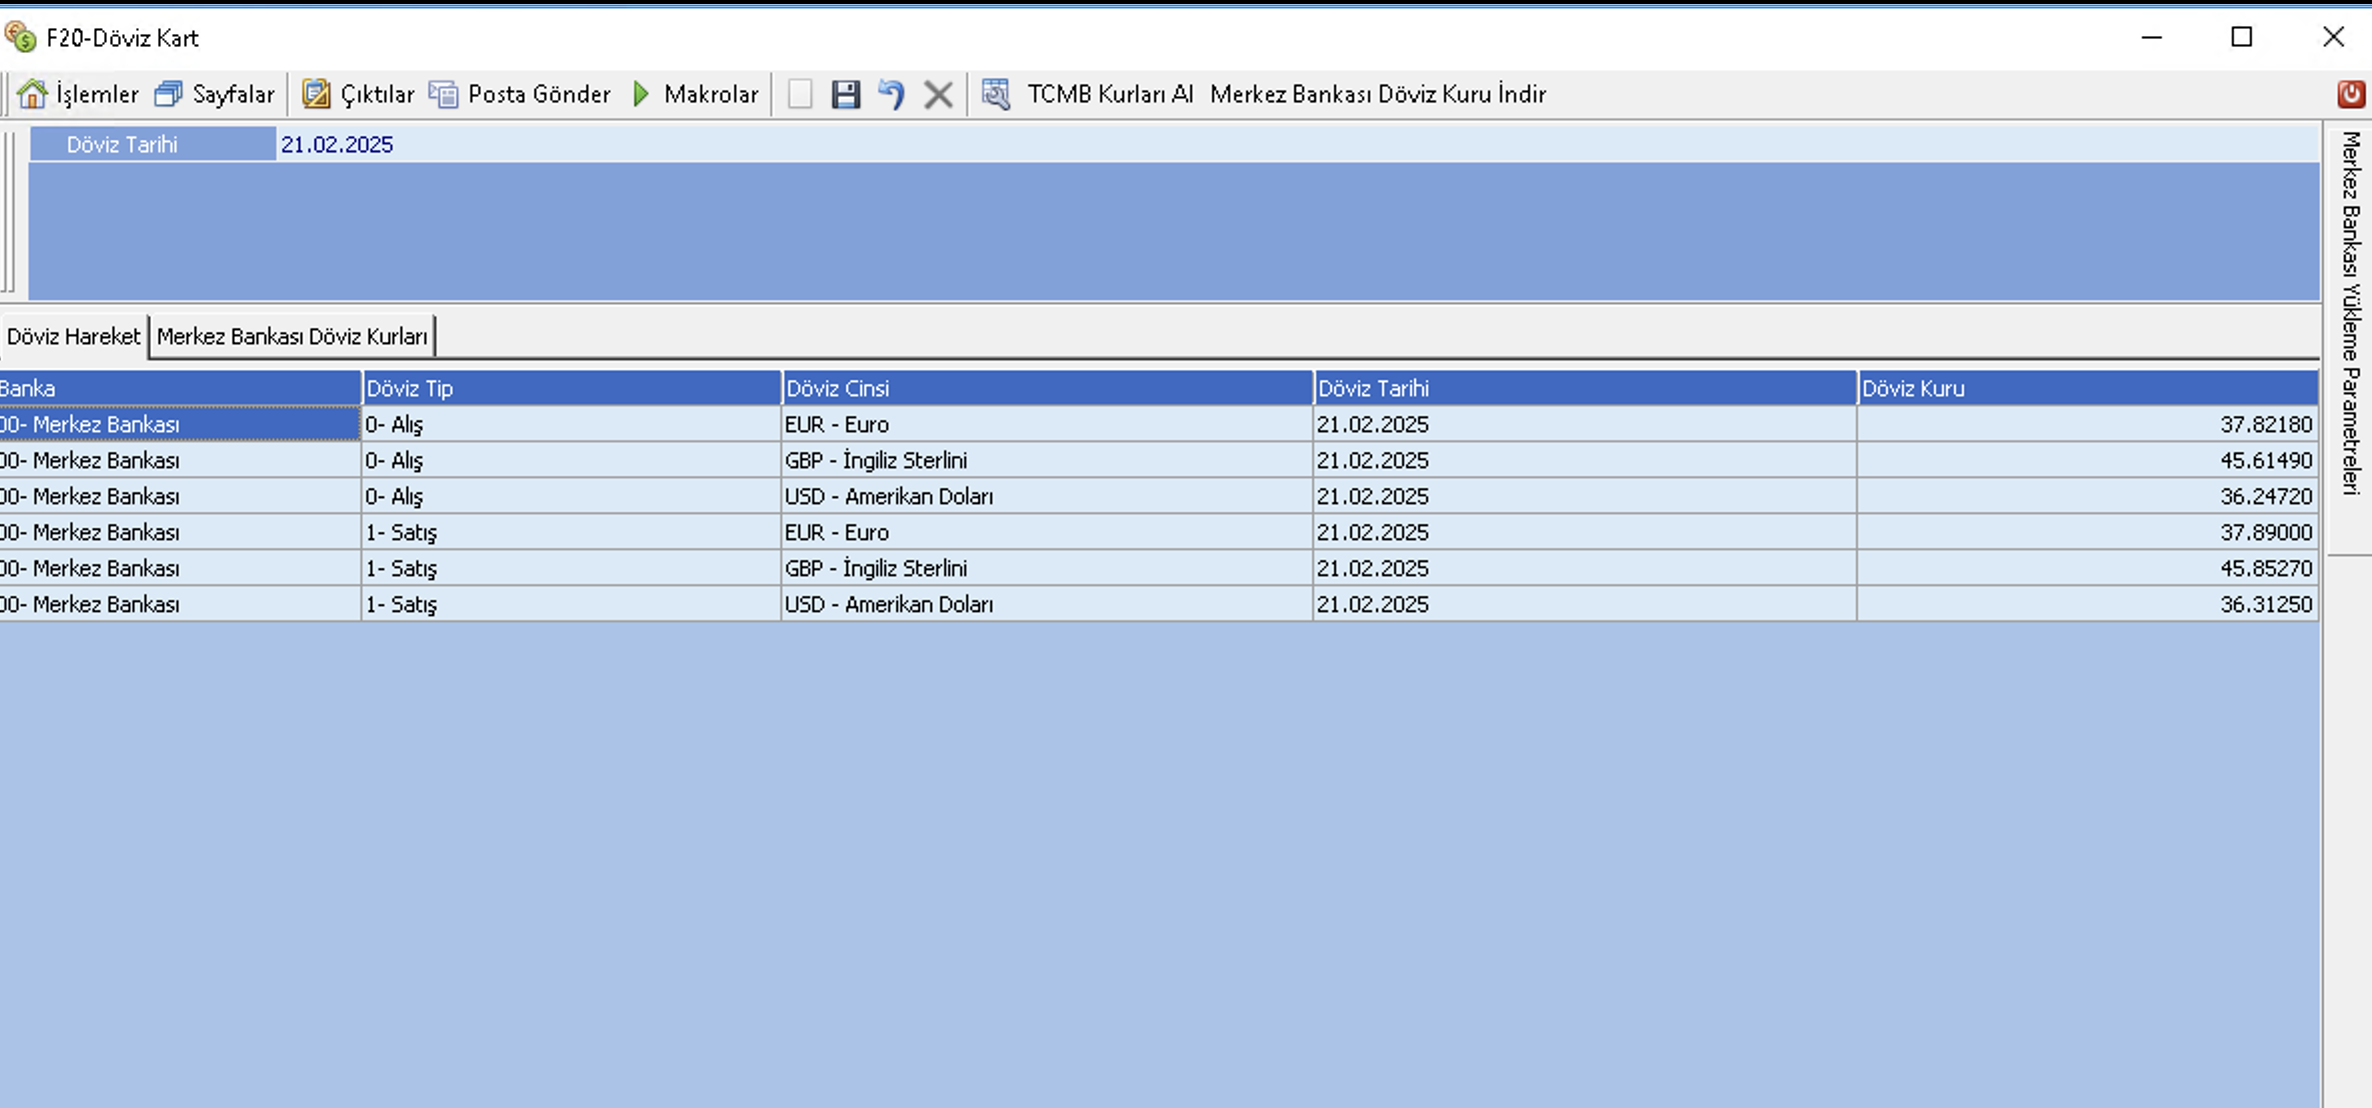 F20-Döviz Kart
İşlemler Sayfalar Çıktılar Posta Gönder Makrolar TCMB Kurları Al Merkez Bankası Döviz Kuru İndir
Döviz Tarihi 21.02.2025
Döviz Hareket Merkez Bankası Döviz Kurları
Banka Döviz Tip Döviz Cinsi Döviz Tarihi Döviz Kuru
00- Merkez Bankası 0- Alış EUR - Euro 21.02.2025 37.82180
00- Merkez Bankası 0- Alış GBP - İngiliz Sterlini 21.02.2025 45.61490
00- Merkez Bankası 0- Alış USD - Amerikan Doları 21.02.2025 36.24720
00- Merkez Bankası 1- Satış EUR - Euro 21.02.2025 37.89000
00- Merkez Bankası 1- Satış GBP - İngiliz Sterlini 21.02.2025 45.85270
00- Merkez Bankası 1- Satış USD - Amerikan Doları 21.02.2025 36.31250
Merkez Bankası Yükleme Parametreleri